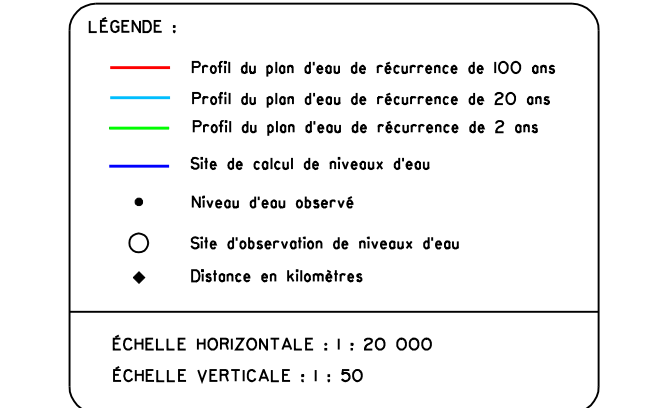 LÉGENDE :
Profil du plan d'eau de récurrence de 100 ans
Profil du plan d'eau de récurrence de 20 ans
Profil du plan d'eau de récurrence de 2 ans
Site de calcul de niveaux d'eau
Niveau d'eau observé
Site d'observation de niveaux d'eau
Distance en kilomètres
ÉCHELLE HORIZONTALE : 1 : 20 000
ÉCHELLE VERTICALE : 1 : 50